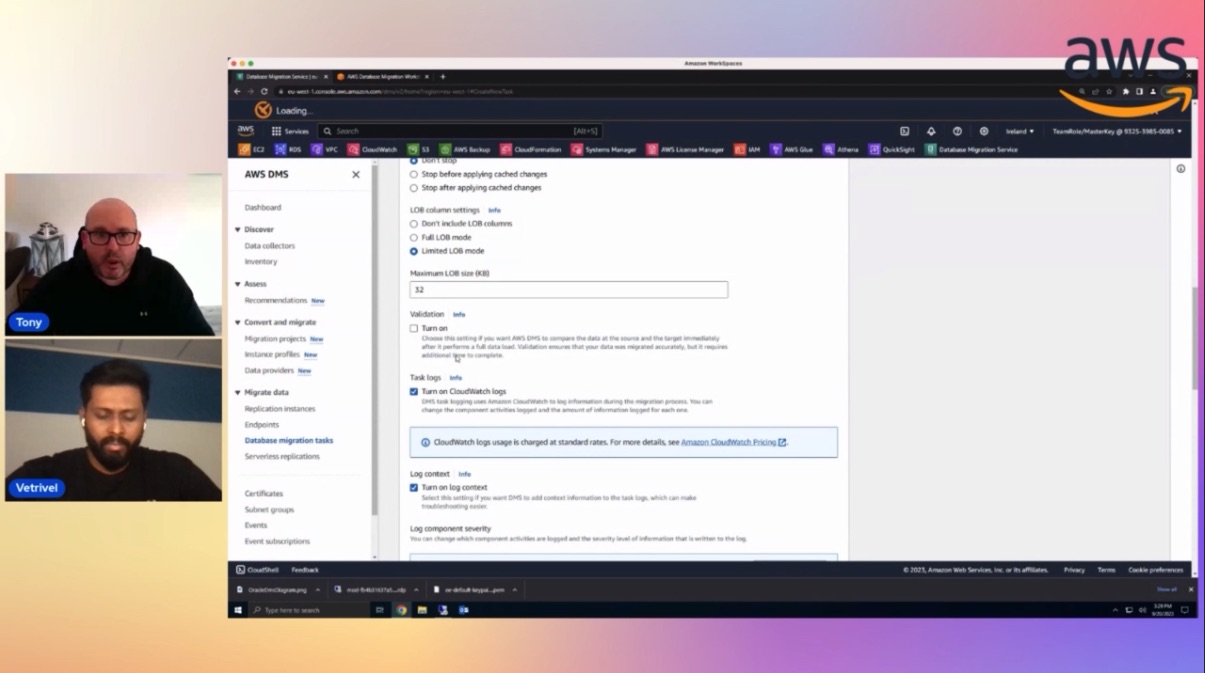 aws
Amazon WorkSpaces
Database Migration Service | eu
AWS Database Migration Works
eu-west-1.console.aws.amazon.com/dms/v2/home?region=eu-west-1#createNewTask
Loading...
aws
Services
Search
[Alt+S]
Ireland
TeamRole/MasterKey @ 9325-3985-0085
EC2
RDS
VPC
CloudWatch
S3
AWS Backup
CloudFormation
Systems Manager
AWS License Manager
IAM
AWS Glue
Athena
QuickSight
Database Migration Service
AWS DMS
Dashboard
Discover
Data collectors
Inventory
Assess
Recommendations New
Convert and migrate
Migration projects New
Instance profiles New
Data providers New
Migrate data
Replication instances
Endpoints
Database migration tasks
Serverless replications
Certificates
Subnet groups
Events
Event subscriptions
Don't stop
Stop before applying cached changes
Stop after applying cached changes
LOB column settings Info
Don't include LOB columns
Full LOB mode
Limited LOB mode
Maximum LOB size (KB)
32
Validation Info
Turn on
Choose this setting if you want AWS DMS to compare the data at the source and the target immediately
after it performs a full data load. Validation ensures that your data was migrated accurately, but it requires
additional time to complete.
Task logs Info
Turn on CloudWatch logs
DMS task logging uses Amazon CloudWatch to log information during the migration process. You can
change the component activities logged and the amount of information logged for each one.
CloudWatch logs usage is charged at standard rates. For more details, see Amazon CloudWatch Pricing.
Log context Info
Turn on log context
Select this setting if you want DMS to add context information to the task logs, which can make
troubleshooting easier.
Log component severity
You can change which component activities are logged and the severity level of information that is written to the log.
CloudShell
Feedback
© 2023, Amazon Web Services, Inc. or its affiliates.
Privacy
Terms
Cookie preferences
OracleDmsDiagram.png
ee-default-keypai....pem
Show all
Type here to search
3:28 PM
9/20/2023
Tony
Vetrivel